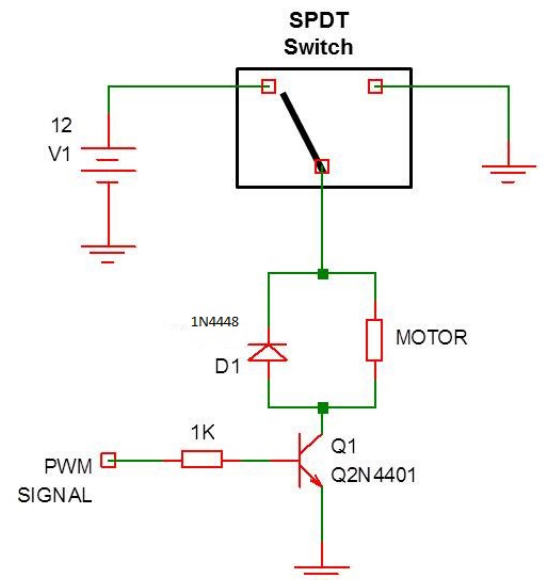 SPDT
Switch
12
V1
1N4448
D1
MOTOR
1K
PWM
SIGNAL
Q1
Q2N4401